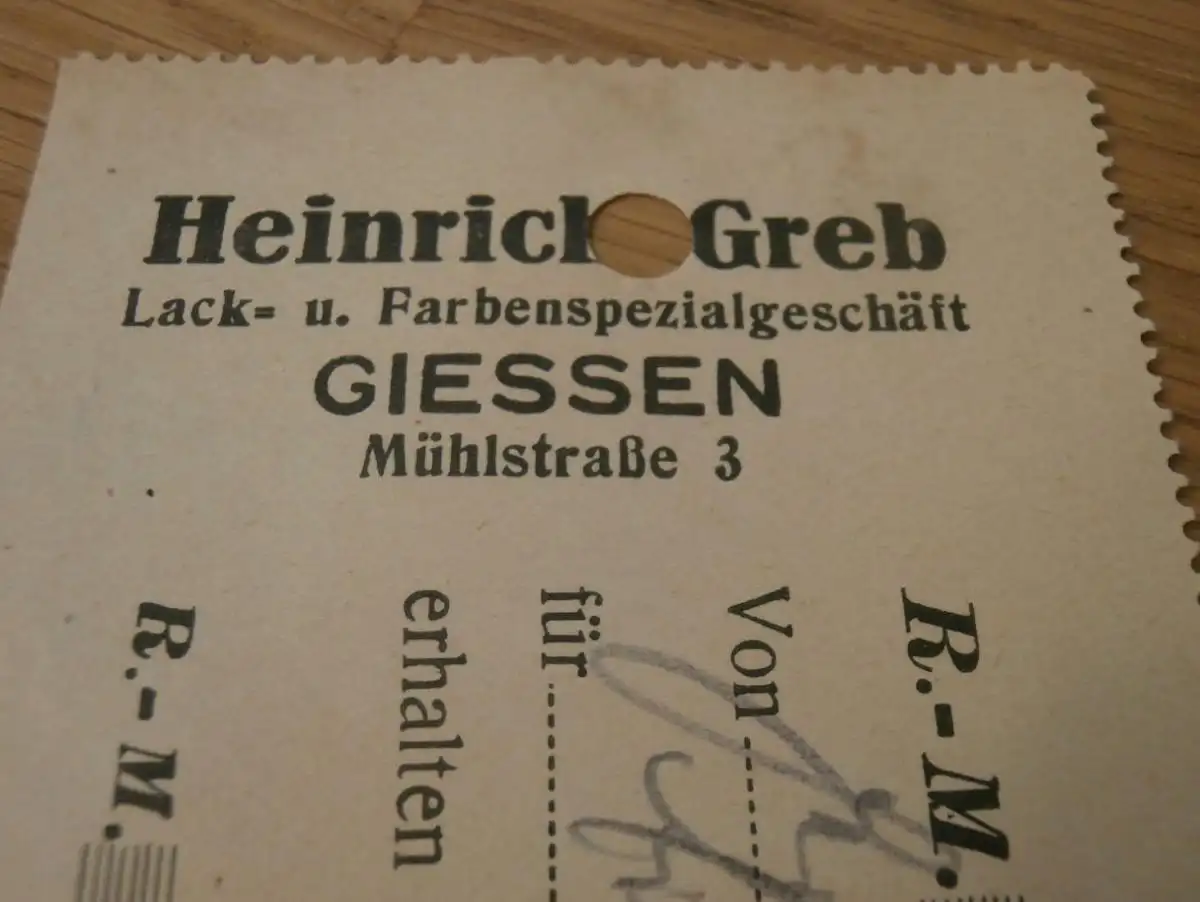 Heinrich Greb
Lack- u. Farbenspezialgeschäft
GIESSEN
Mühlstraße 3
R.-M.
Von
für
erhalten
R.-M.